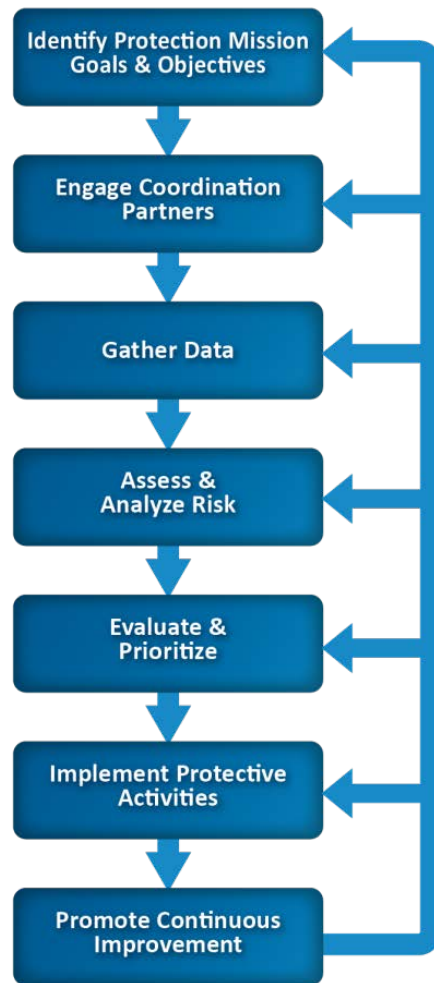 Identify Protection Mission
Goals & Objectives
Engage Coordination
Partners
Gather Data
Assess &
Analyze Risk
Evaluate &
Prioritize
Implement Protective
Activities
Promote Continuous
Improvement